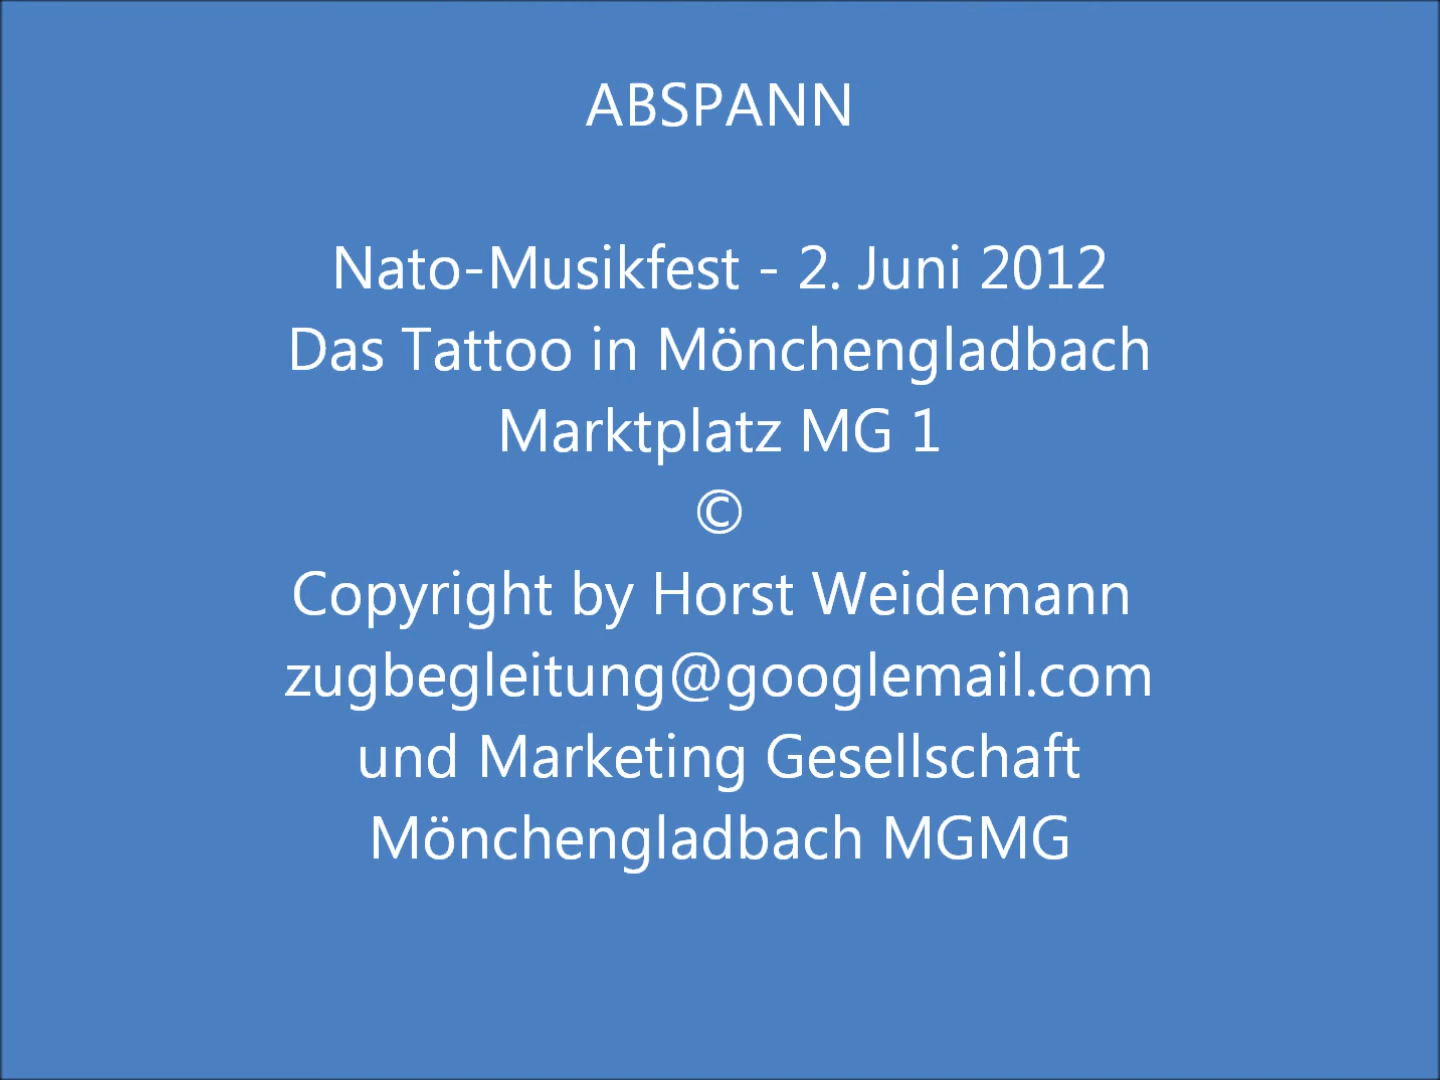 ABSPANN
Nato-Musikfest - 2. Juni 2012
Das Tattoo in Mönchengladbach
Marktplatz MG 1
©
Copyright by Horst Weidemann
zugbegleitung@googlemail.com
und Marketing Gesellschaft
Mönchengladbach MGMG